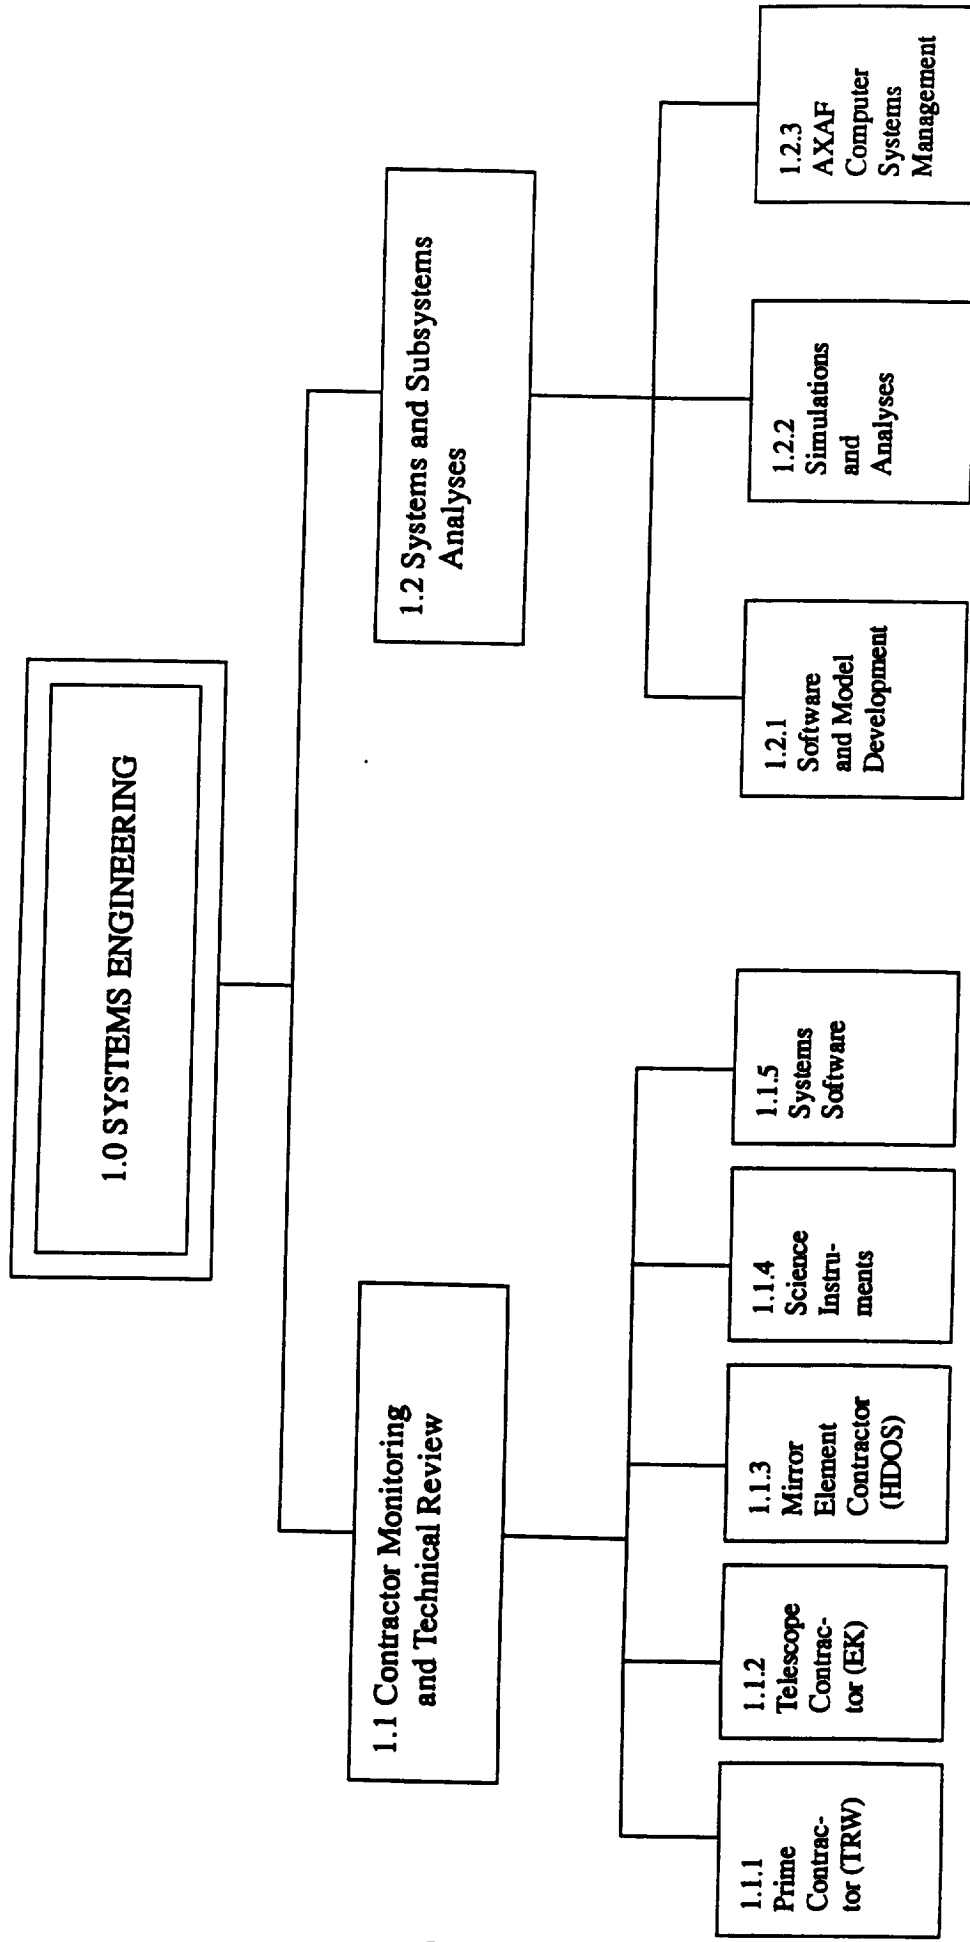 1.0 SYSTEMS ENGINEERING
1.1 Contractor Monitoring
and Technical Review
1.2 Systems and Subsystems
Analyses
1.1.1
Prime
Contrac-
tor (TRW)
1.1.2
Telescope
Contrac-
tor (EK)
1.1.3
Mirror
Element
Contractor
(HDOS)
1.1.4
Science
Instru-
ments
1.1.5
Systems
Software
1.2.1
Software
and Model
Development
1.2.2
Simulations
and
Analyses
1.2.3
AXAF
Computer
Systems
Management